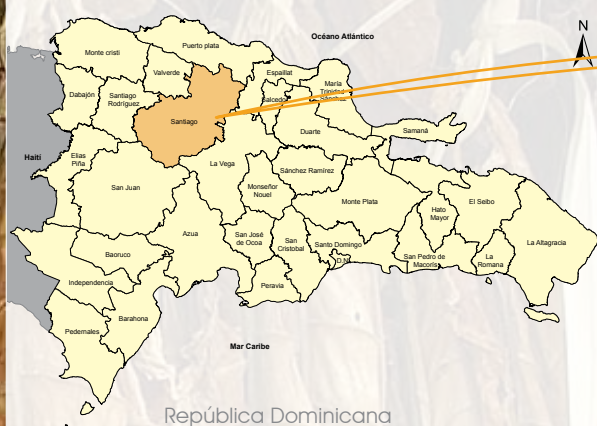 N
Océano Atlántico
Puerto plata
Monte cristi
Valverde
Espaillat
María
Trinidad
Sánchez
Dabajón
Santiago
Rodríguez
Salcedo
Santiago
Duarte
Samaná
Haití
Elías
Piña
La Vega
Sánchez Ramírez
San Juan
Monseñor
Nouel
Monte Plata
Hato
Mayor
El Seibo
La Altagracia
Azua
San José
de Ocoa
San
Cristobal
Santo Domingo
D.N.
San Pedro de
Macorís
La
Romana
Baoruco
Independencia
Peravia
Barahona
Pedernales
Mar Caribe
República Dominicana